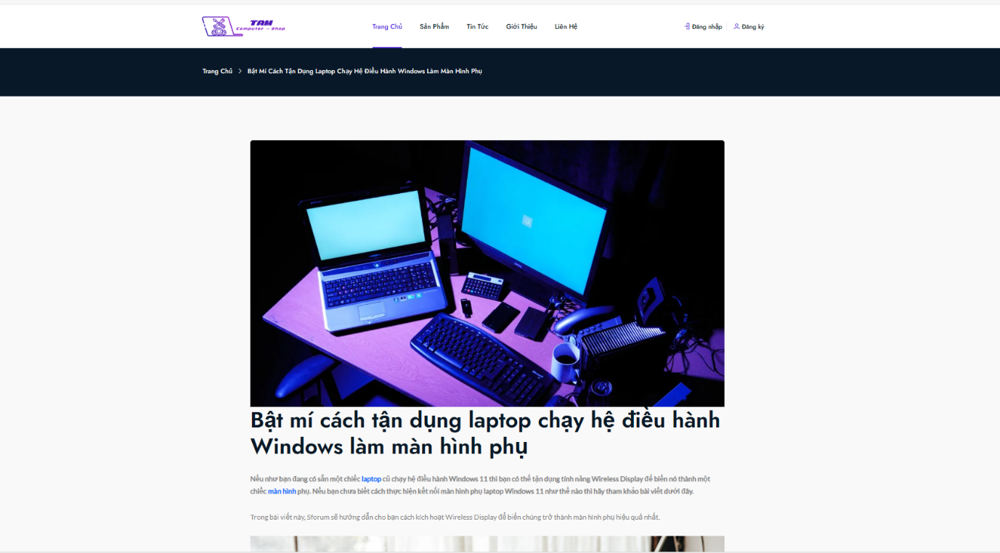 TAM
Computer - Shop
Trang Chủ
Sản Phẩm
Tin Tức
Giới Thiệu
Liên Hệ
Đăng nhập
Đăng ký
Trang Chủ > Bật Mí Cách Tận Dụng Laptop Chạy Hệ Điều Hành Windows Làm Màn Hình Phụ
Bật mí cách tận dụng laptop chạy hệ điều hành
Windows làm màn hình phụ
Nếu như bạn đang có sẵn một chiếc laptop cũ chạy hệ điều hành Windows 11 thì bạn có thể tận dụng tính năng Wireless Display để biến nó thành một
chiếc màn hình phụ. Nếu bạn chưa biết cách thực hiện kết nối màn hình phụ laptop Windows 11 như thế nào thì hãy tham khảo bài viết dưới đây.
Trong bài viết này, Sforum sẽ hướng dẫn cho bạn cách kích hoạt Wireless Display để biến chúng trở thành màn hình phụ hiệu quả nhất.